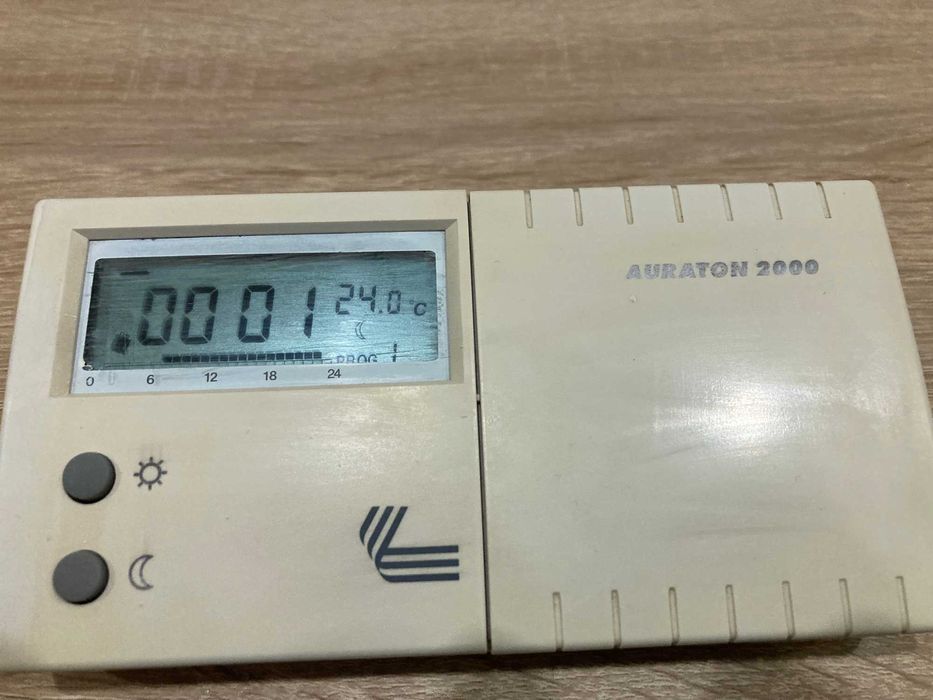 AURATON 2000
00 01 24.0 °C
PROG 1
0 6 12 18 24